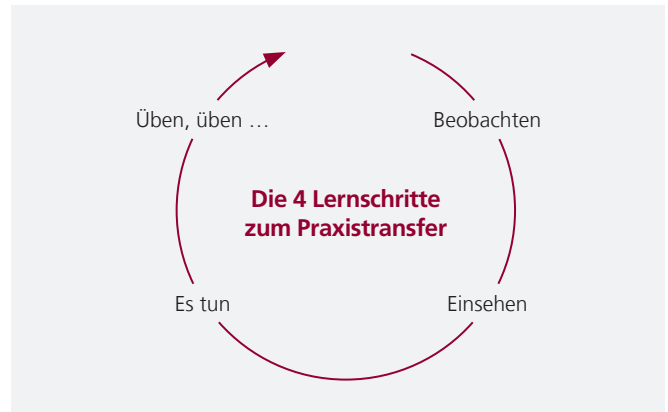 Üben, üben …
Beobachten
Die 4 Lernschritte
zum Praxistransfer
Es tun
Einsehen